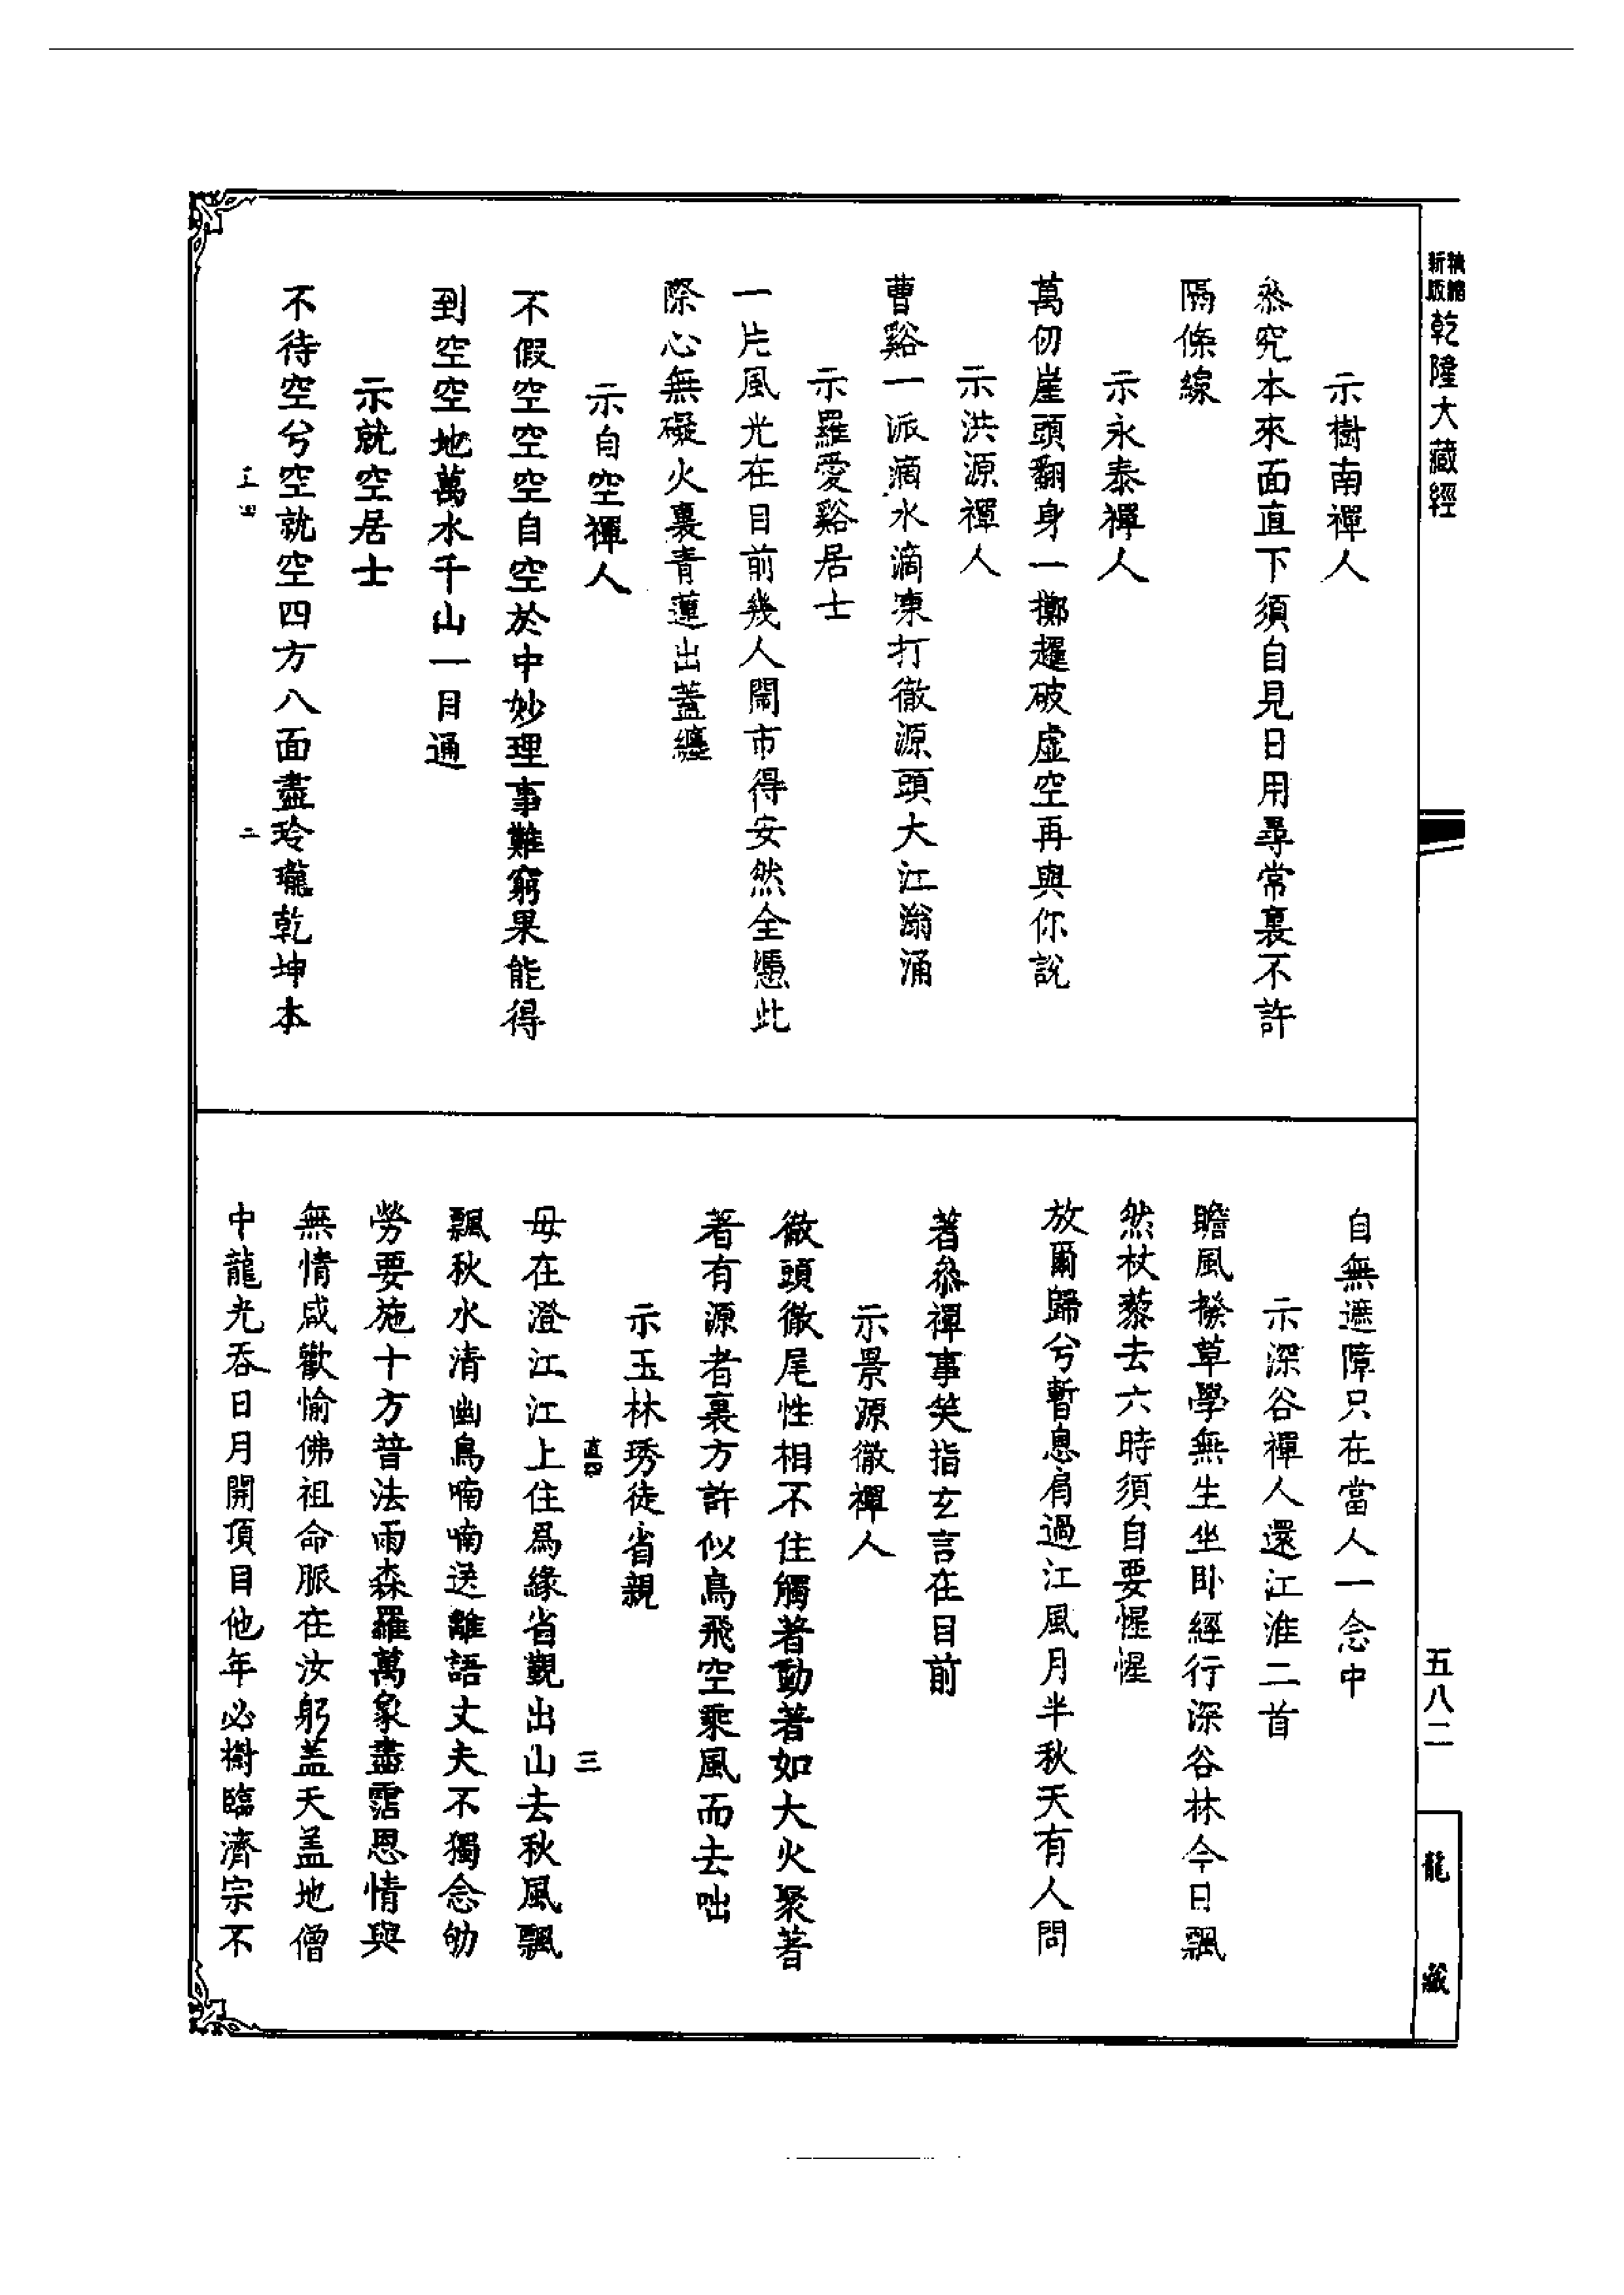 乾隆大藏經
示樹南禪人
叅究本來面直下須自見日用尋常裏不許
隔條線
示永泰禪人
萬仞崖頭翻身一擲趯破虛空再與你說
示洪源禪人
曹谿一派滴水滴凍打徹源頭大江滃涌
示羅愛谿居士
一片風光在目前幾人鬧市得安然全憑此
際心無礙火裏青蓮出蓋纏
示自空禪人
不假空空空自空於中妙理事難窮果能得
到空空地萬水千山一目通
示就空居士
不待空兮空就空四方八面盡玲瓏乾坤本
二
自無遮障只在當人一念中
示深谷禪人還江淮二首
瞻風撥草學無生坐臥經行深谷林今日飄
然杖藜去六時須自要惺惺
放爾歸兮暫息肩過江風月半秋天有人問
著叅禪事笑指玄言在目前
示景源徹禪人
徹頭徹尾性相不住觸著動著如大火聚著
著有源者裏方許似鳥飛空乘風而去咄
示玉林琇徒省親
三
母在澄江江上住爲緣省觀出山去秋風飄
飄秋水清幽鳥喃喃送離語丈夫不獨念劬
勞要施十方普法雨森羅萬象盡霑恩情與
無情咸歡愉佛祖命脈在汝躬盖天盖地僧
中龍光吞日月開頂目他年必樹臨濟宗不
五八二
龍藏